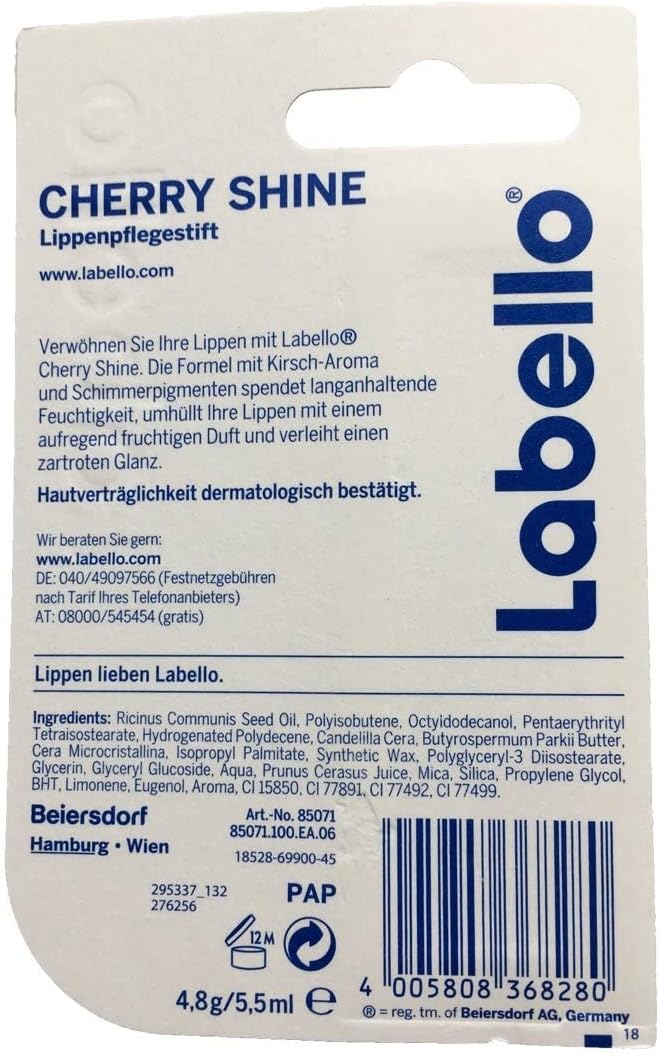 CHERRY SHINE
Lippenpflegestift
www.labello.com
Labello®
Verwöhnen Sie Ihre Lippen mit Labello®
Cherry Shine. Die Formel mit Kirsch-Aroma
und Schimmerpigmenten spendet langanhaltende
Feuchtigkeit, umhüllt Ihre Lippen mit einem
aufregend fruchtigen Duft und verleiht einen
zartroten Glanz.
Hautverträglichkeit dermatologisch bestätigt.
Wir beraten Sie gern:
www.labello.com
DE: 040/49097566 (Festnetzgebühren
nach Tarif Ihres Telefonanbieters)
AT: 08000/545454 (gratis)
Lippen lieben Labello.
Ingredients: Ricinus Communis Seed Oil, Polyisobutene, Octyldodecanol, Pentaerythrityl
Tetraisostearate, Hydrogenated Polydecene, Candelilla Cera, Butyrospermum Parkii Butter,
Cera Microcristallina, Isopropyl Palmitate, Synthetic Wax, Polyglyceryl-3 Diisostearate,
Glycerin, Glyceryl Glucoside, Aqua, Prunus Cerasus Juice, Mica, Silica, Propylene Glycol,
BHT, Limonene, Eugenol, Aroma, CI 15850, CI 77891, CI 77492, CI 77499.
Beiersdorf
Hamburg • Wien
Art.-No. 85071
85071.100.EA.06
18528-69900-45
295337_132
276256
PAP
12M
4,8g/5,5ml ℮
4 005808 368280
® = reg. tm. of Beiersdorf AG, Germany
18